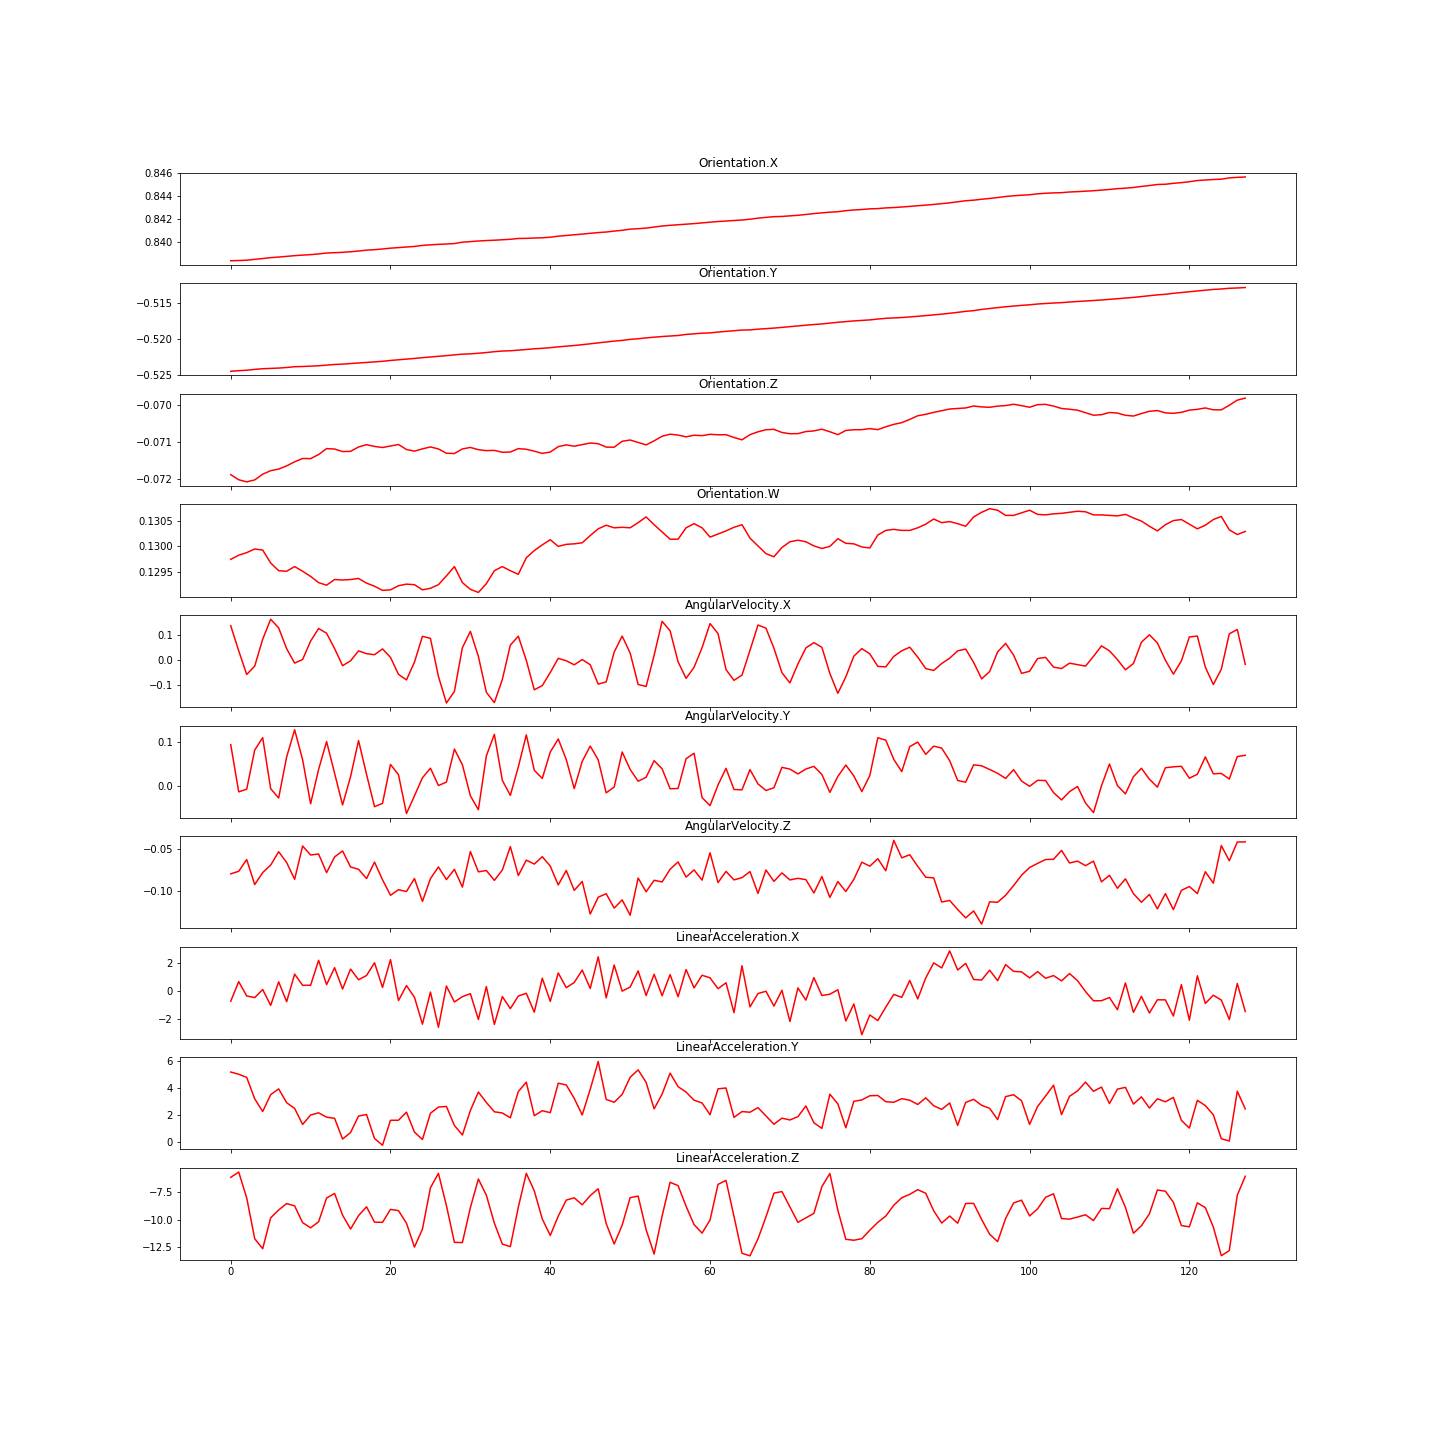 Orientation.X
0.846
0.844
0.842
0.840
Orientation.Y
−0.515
−0.520
−0.525
Orientation.Z
−0.070
−0.071
−0.072
Orientation.W
0.1305
0.1300
0.1295
AngularVelocity.X
0.1
0.0
−0.1
AngularVelocity.Y
0.1
0.0
AngularVelocity.Z
−0.05
−0.10
LinearAcceleration.X
2
0
−2
LinearAcceleration.Y
6
4
2
0
LinearAcceleration.Z
−7.5
−10.0
−12.5
0 20 40 60 80 100 120